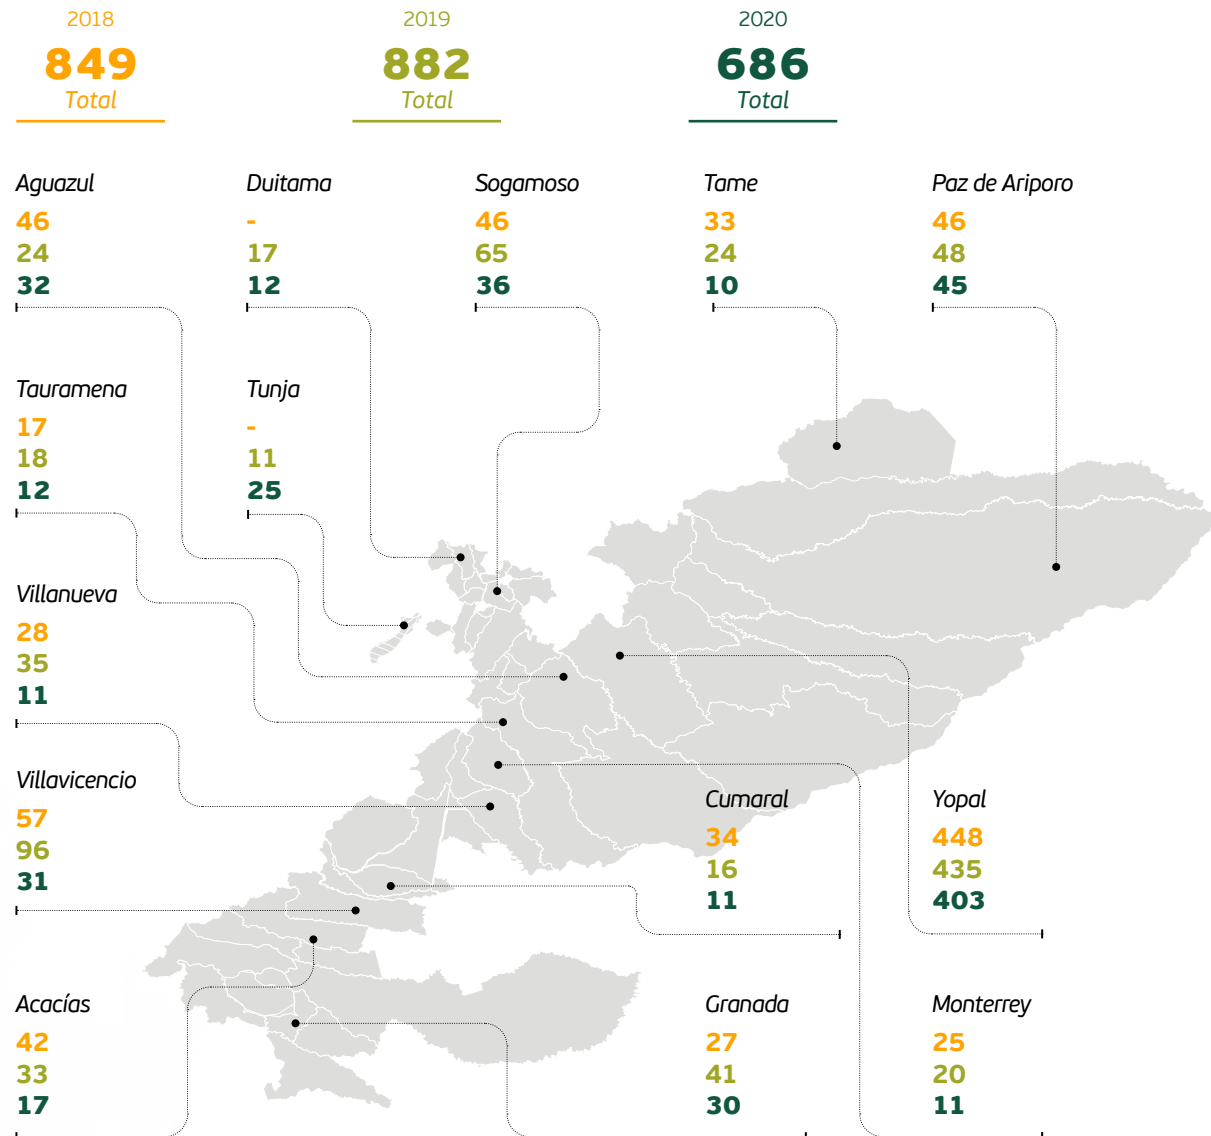 2018
849
Total
2019
882
Total
2020
686
Total
Aguazul
46
24
32
Duitama
-
17
12
Sogamoso
46
65
36
Tame
33
24
10
Paz de Ariporo
46
48
45
Tauramena
17
18
12
Tunja
-
11
25
Villanueva
28
35
11
Villavicencio
57
96
31
Cumaral
34
16
11
Yopal
448
435
403
Acacías
42
33
17
Granada
27
41
30
Monterrey
25
20
11